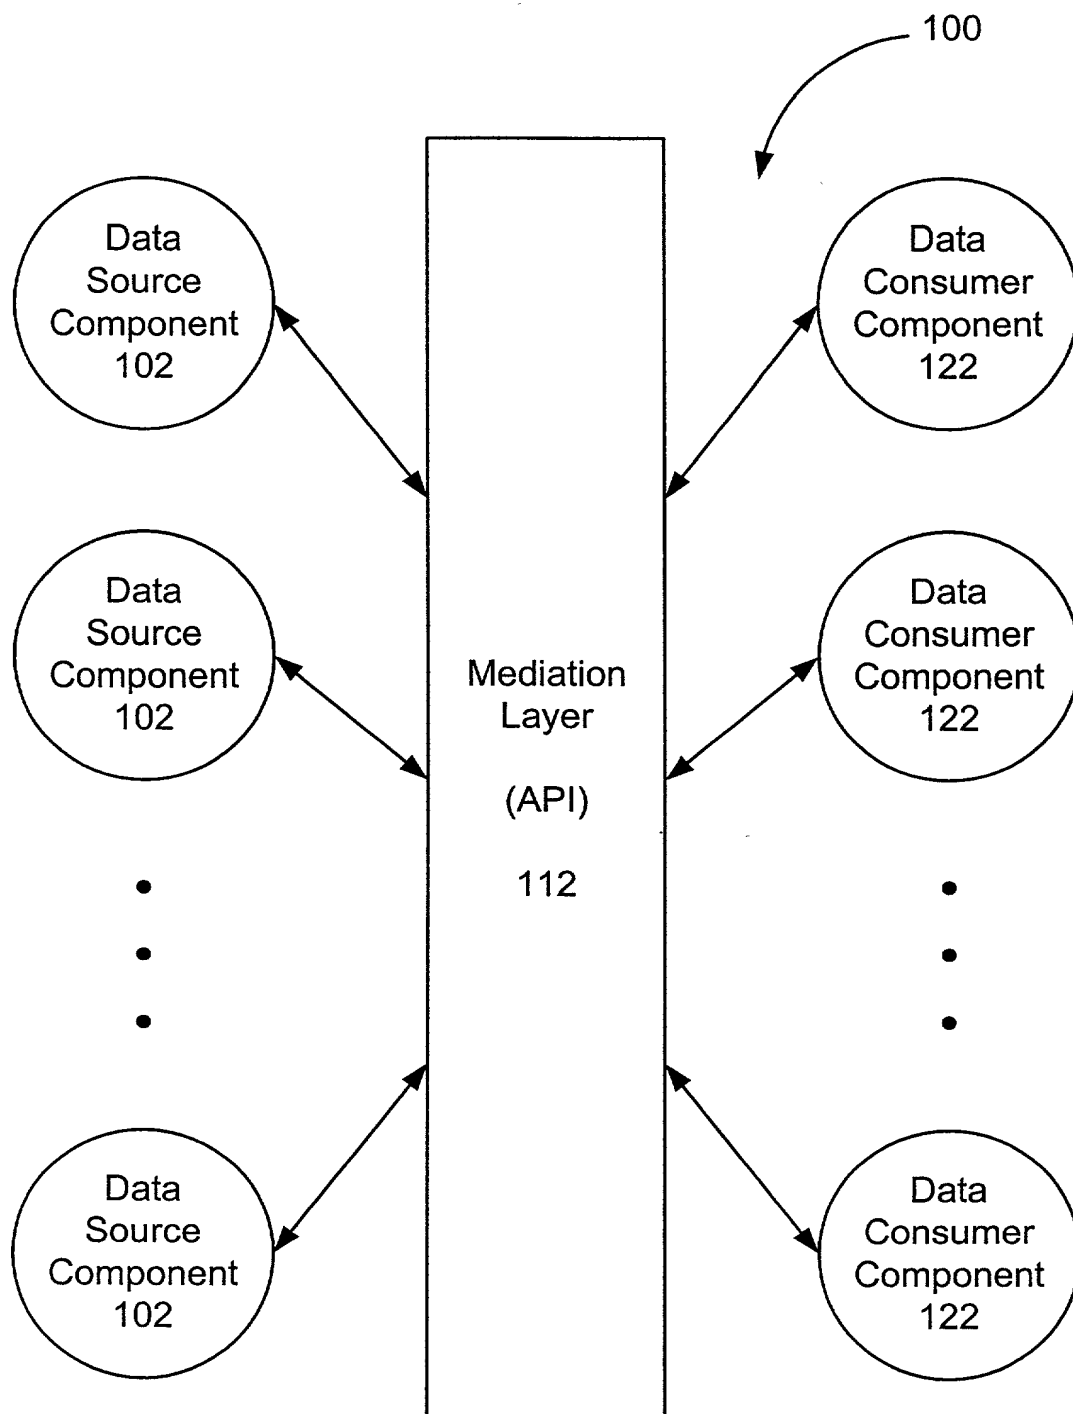 100
Data
Source
Component
102
Data
Consumer
Component
122
Data
Source
Component
102
Mediation
Layer
(API)
112
Data
Consumer
Component
122
Data
Source
Component
102
Data
Consumer
Component
122